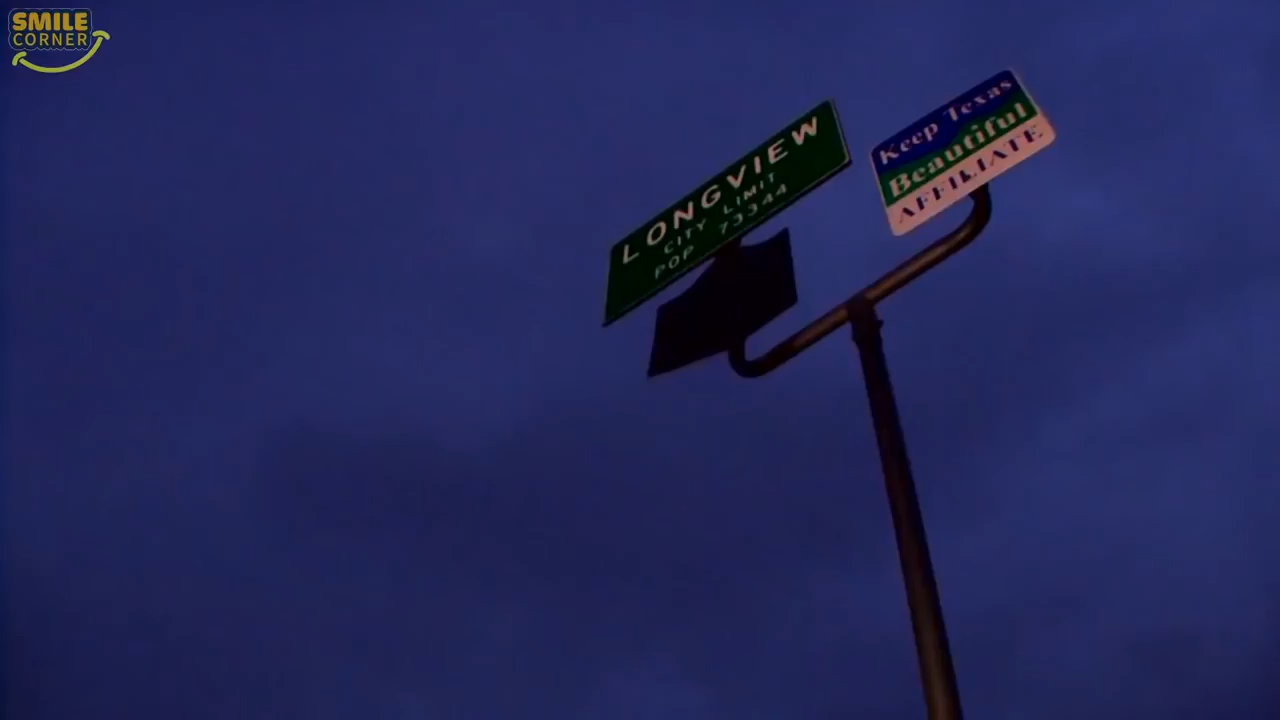 SMILE
CORNER
LONGVIEW
CITY LIMIT
POP 73344
Keep Texas
Beautiful
AFFILIATE